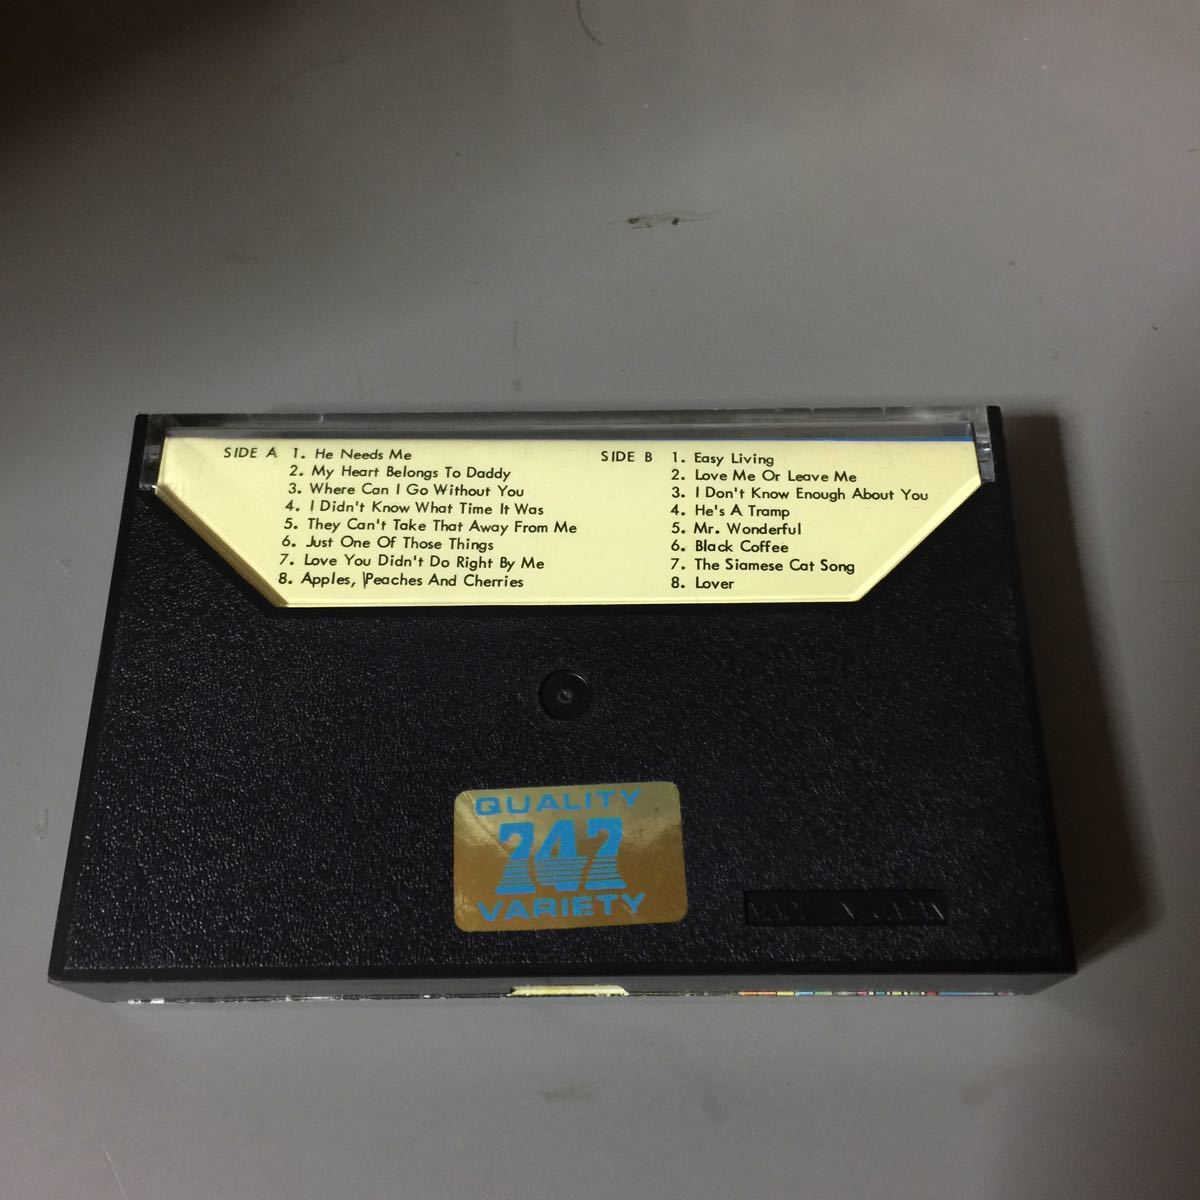 SIDE A
1. He Needs Me
2. My Heart Belongs To Daddy
3. Where Can I Go Without You
4. I Didn't Know What Time It Was
5. They Can't Take That Away From Me
6. Just One Of Those Things
7. Love You Didn't Do Right By Me
8. Apples, Peaches And Cherries
SIDE B
1. Easy Living
2. Love Me Or Leave Me
3. I Don't Know Enough About You
4. He's A Tramp
5. Mr. Wonderful
6. Black Coffee
7. The Siamese Cat Song
8. Lover
QUALITY
747
VARIETY
MADE IN JAPAN